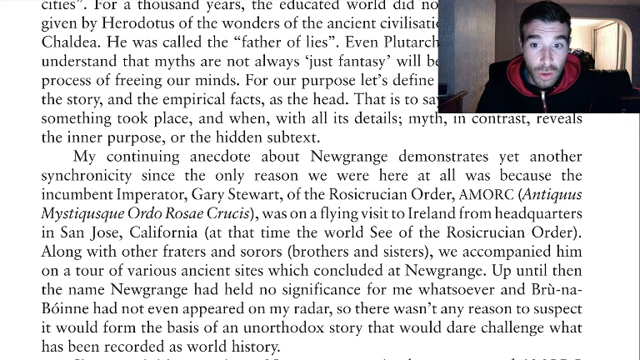 cities”. For a thousand years, the educated world did no
given by Herodotus of the wonders of the ancient civilisatio
Chaldea. He was called the “father of lies”. Even Plutarch
understand that myths are not always ‘just fantasy’ will be
process of freeing our minds. For our purpose let’s define
the story, and the empirical facts, as the head. That is to say
something took place, and when, with all its details; myth, in contrast, reveals
the inner purpose, or the hidden subtext.
My continuing anecdote about Newgrange demonstrates yet another
synchronicity since the only reason we were here at all was because the
incumbent Imperator, Gary Stewart, of the Rosicrucian Order, AMORC (Antiquus
Mystiqusque Ordo Rosae Crucis), was on a flying visit to Ireland from headquarters
in San Jose, California (at that time the world See of the Rosicrucian Order).
Along with other fraters and sorors (brothers and sisters), we accompanied him
on a tour of various ancient sites which concluded at Newgrange. Up until then
the name Newgrange had held no significance for me whatsoever and Brù-na-
Bóinne had not even appeared on my radar, so there wasn’t any reason to suspect
it would form the basis of an unorthodox story that would dare challenge what
has been recorded as world history.